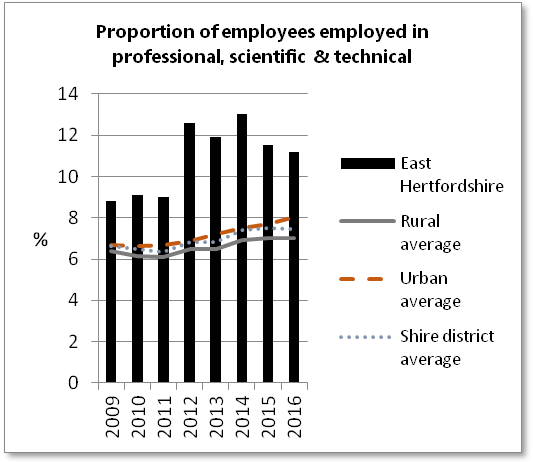 Proportion of employees employed in
professional, scientific & technical
14
12
10
8
6
4
2
0
%
2009
2010
2011
2012
2013
2014
2015
2016
East
Hertfordshire
Rural
average
Urban
average
Shire district
average